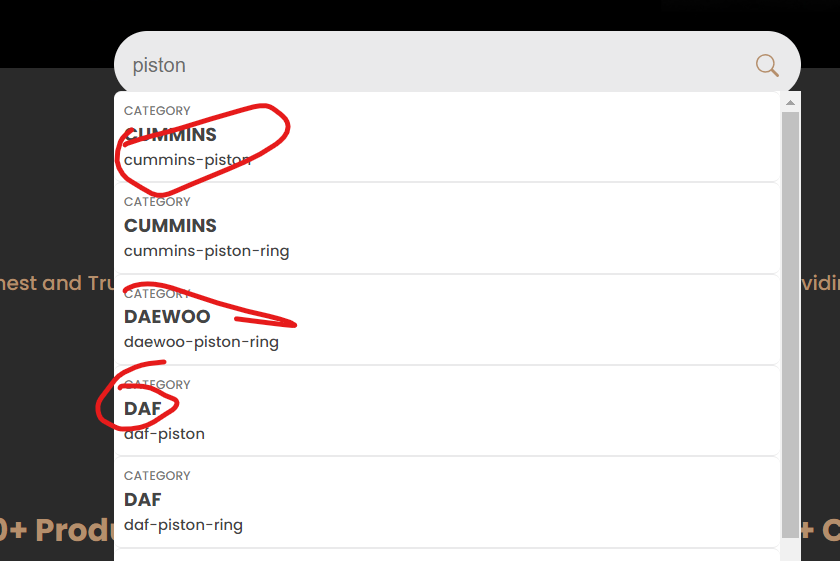 piston
CATEGORY
CUMMINS
cummins-piston
CATEGORY
CUMMINS
cummins-piston-ring
CATEGORY
DAEWOO
daewoo-piston-ring
CATEGORY
DAF
daf-piston
CATEGORY
DAF
daf-piston-ring
nest and Tru
vidin
0+ Produ
+ C